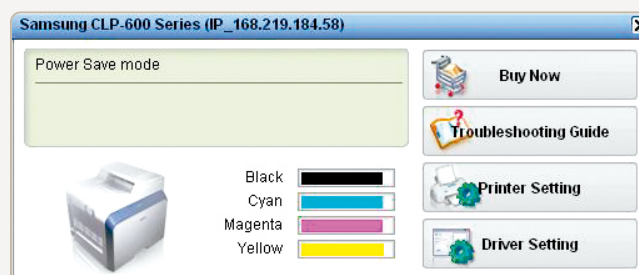 Samsung CLP-600 Series (IP_168.219.184.58)
Power Save mode
Buy Now
Troubleshooting Guide
Printer Setting
Driver Setting
Black
Cyan
Magenta
Yellow